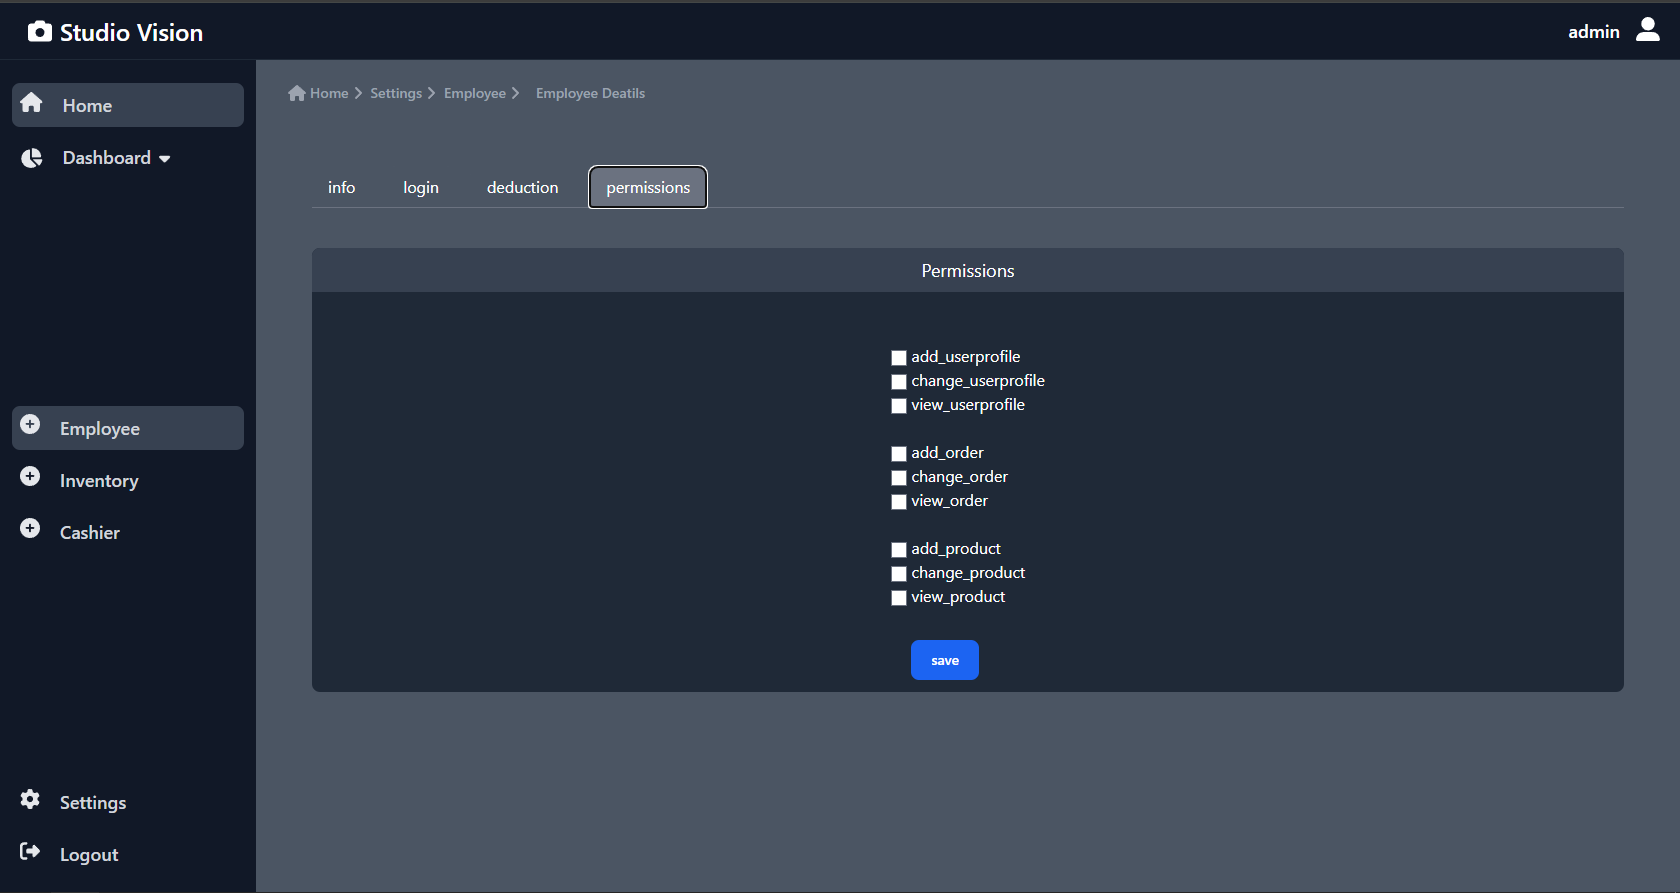 Studio Vision
admin
Home
Dashboard
Employee
Inventory
Cashier
Settings
Logout
Home Settings Employee Employee Deatils
info login deduction permissions
Permissions
add_userprofile
change_userprofile
view_userprofile
add_order
change_order
view_order
add_product
change_product
view_product
save